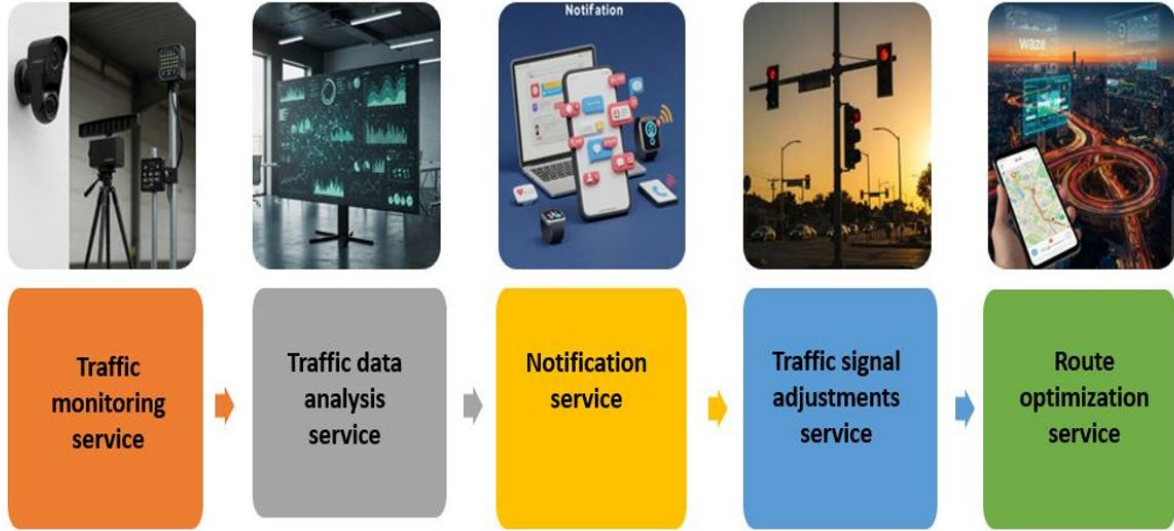 Notifation
waze
Traffic
monitoring
service
Traffic data
analysis
service
Notification
service
Traffic signal
adjustments
service
Route
optimization
service